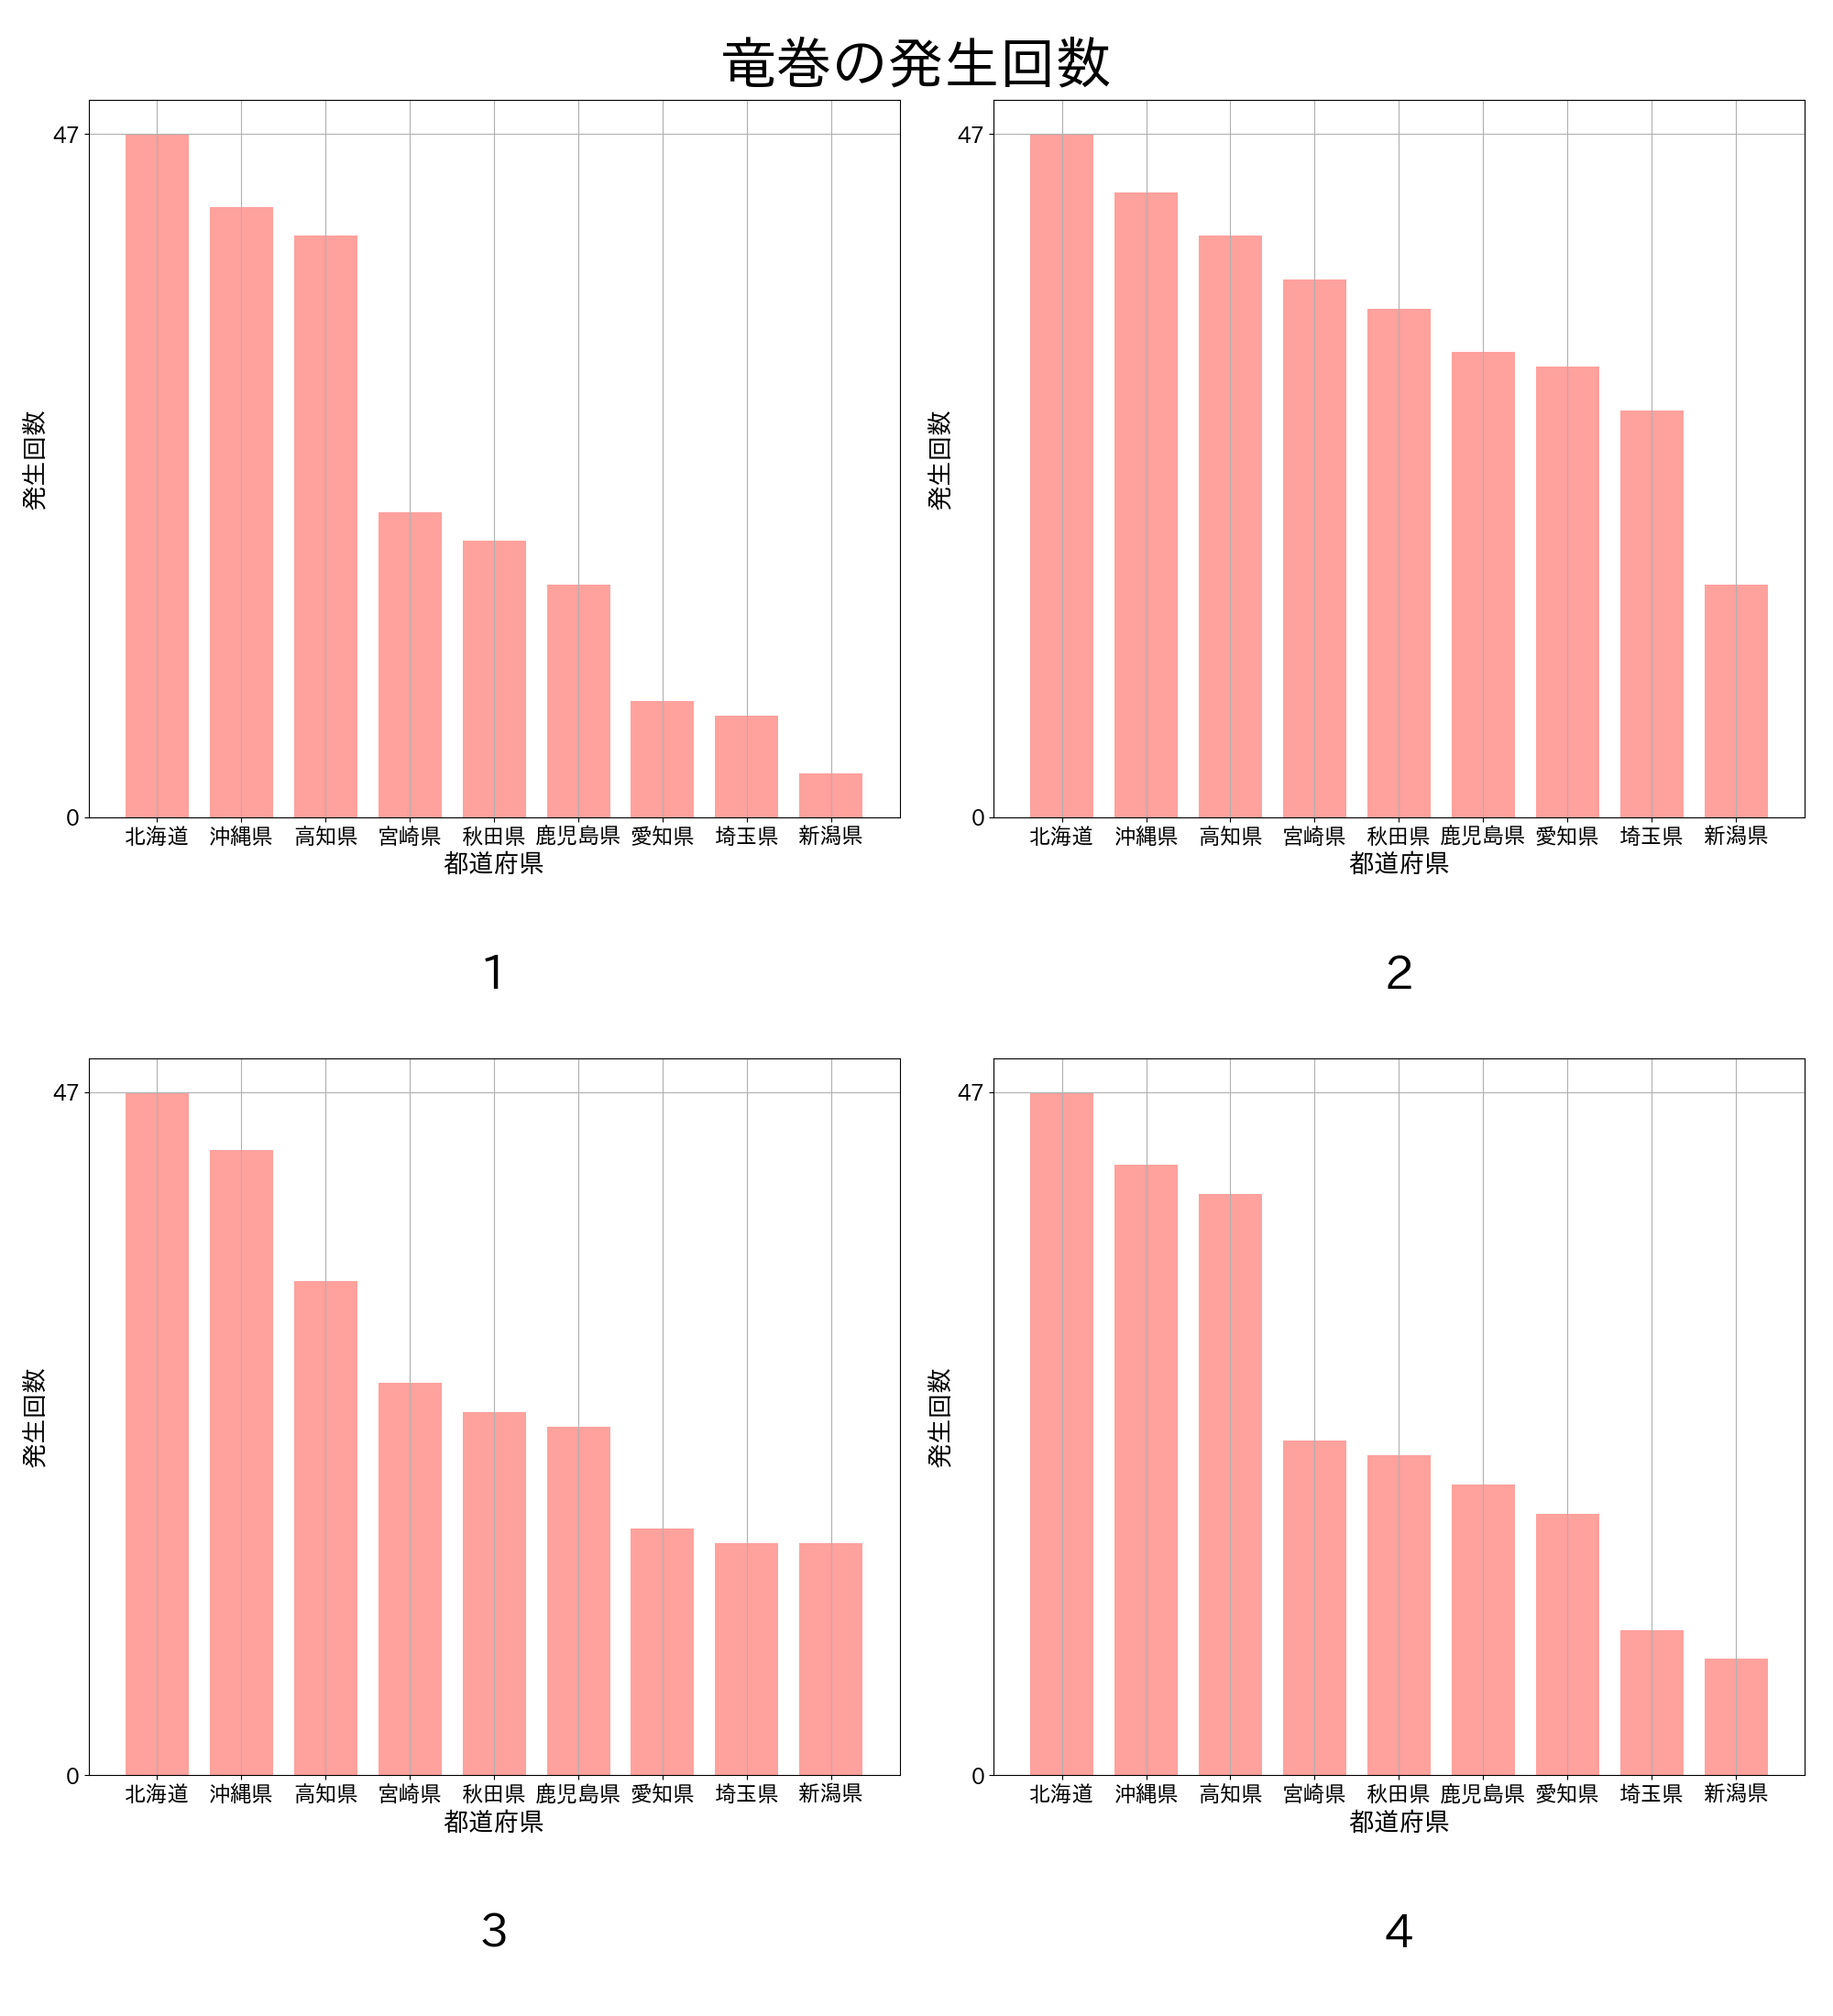 竜巻の発生回数
47
0
発生回数
北海道 沖縄県 高知県 宮崎県 秋田県 鹿児島県 愛知県 埼玉県 新潟県
都道府県
1
47
0
発生回数
北海道 沖縄県 高知県 宮崎県 秋田県 鹿児島県 愛知県 埼玉県 新潟県
都道府県
2
47
0
発生回数
北海道 沖縄県 高知県 宮崎県 秋田県 鹿児島県 愛知県 埼玉県 新潟県
都道府県
3
47
0
発生回数
北海道 沖縄県 高知県 宮崎県 秋田県 鹿児島県 愛知県 埼玉県 新潟県
都道府県
4